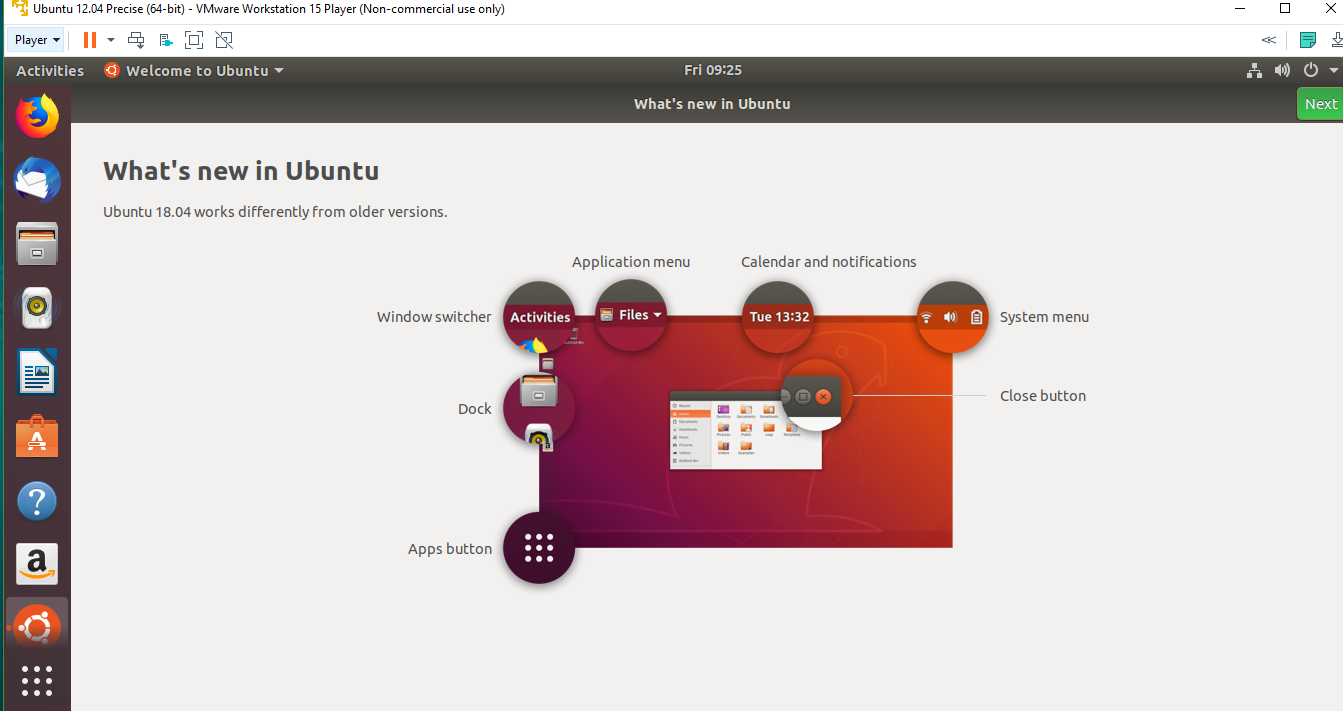 Ubuntu 12.04 Precise (64-bit) - VMware Workstation 15 Player (Non-commercial use only)
Player
Activities Welcome to Ubuntu Fri 09:25
What's new in Ubuntu Next
What's new in Ubuntu
Ubuntu 18.04 works differently from older versions.
Application menu Calendar and notifications
Window switcher Activities Files Tue 13:32 System menu
Dock Close button
Apps button